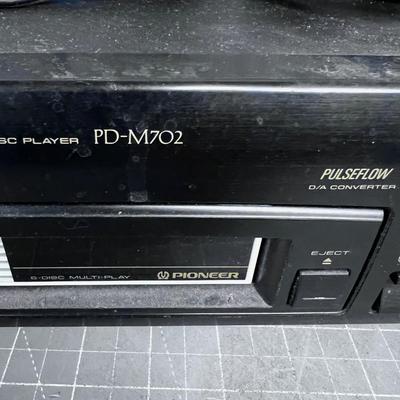 SC PLAYER PD-M702
PULSEFLOW
D/A CONVERTER
EJECT
6-DISC MULTI-PLAY PIONEER